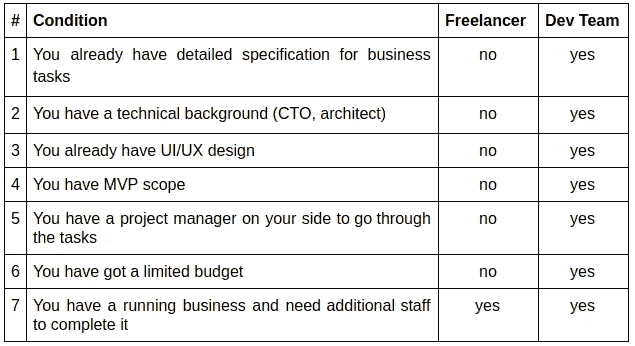 # Condition Freelancer Dev Team
1 You already have detailed specification for business no yes
tasks
2 You have a technical background (CTO, architect) no yes
3 You already have UI/UX design no yes
4 You have MVP scope no yes
5 You have a project manager on your side to go through no yes
the tasks
6 You have got a limited budget no yes
7 You have a running business and need additional staff yes yes
to complete it